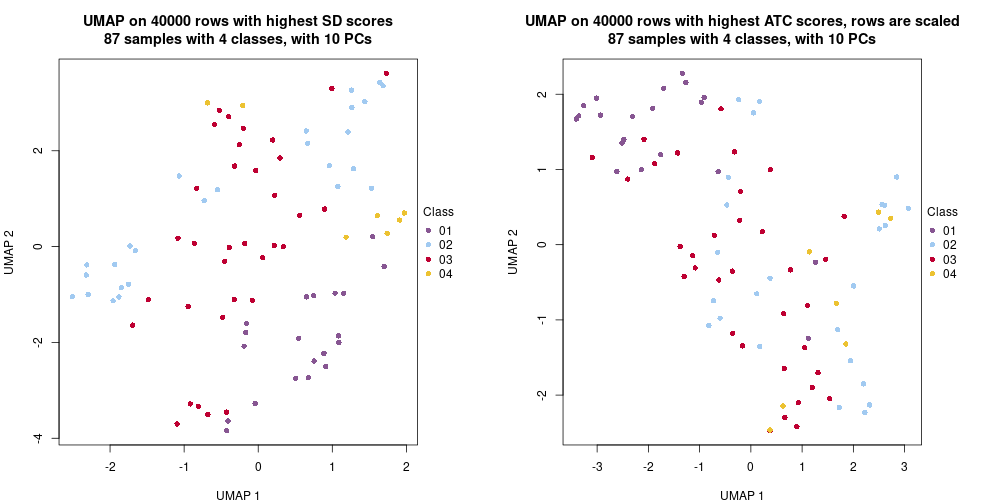 UMAP on 40000 rows with highest SD scores
87 samples with 4 classes, with 10 PCs
UMAP 2
2
0
-2
-4
-2
-1
0
1
2
UMAP 1
Class
01
02
03
04
UMAP on 40000 rows with highest ATC scores, rows are scaled
87 samples with 4 classes, with 10 PCs
UMAP 2
2
1
0
-1
-2
-3
-2
-1
0
1
2
3
UMAP 1
Class
01
02
03
04